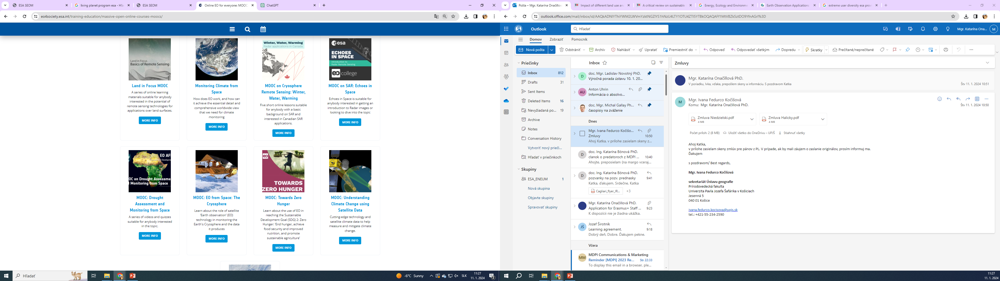 ESA SEOM
living planet program esa - Hľa
ESA SEOM
Online EO for everyone: MOOC
ChatGPT
eo4society.esa.int/training-education/massive-open-online-courses-moocs/
Land in Focus
Basics of Remote Sensing
Land in Focus MOOC
A series of online learning
materials suitable for anybody
interested in the potential of
remote sensing technologies for
applications over land surfaces.
MORE INFO
Monitoring Climate from
Space
How does EO work, and how can
it achieve the essential detail and
comprehensive worldwide view
that we need for climate
monitoring
MORE INFO
Winter, Water, Warming
Radar applications in Canada
MOOC on Cryosphere
Remote Sensing: Winter,
Water, Warming
Five short online lessons suitable
for anybody with a basic
background on SAR and
interested in Canadian SAR
applications.
MORE INFO
esa
ECHOES
IN SPACE
introduction to
Radar Remote Sensing
eo college
MOOC on SAR: Echoes in
Space
Echoes in Space is suitable for
anybody interested in getting an
introduction to Radar images or
looking to dive into the topic
MORE INFO
EO AFI
OC on Drought Assessme
Monitoring from Space
MOOC: Drought
Assessment and
Monitoring from Space
A series of videos and quizzes
suitable for anybody interested
in the topic.
MORE INFO
MOOC: EO from Space: The
Cryosphere
Learn about the role of satellite
'Earth observation' (EO)
technology in monitoring the
Earth's Cryosphere and the data
it produces
MORE INFO
eo
TOWARDS
ZERO HUNGER
MOOC: Towards Zero
Hunger
Learn about the use of EO in
reaching the Sustainable
Development Goal (SDG) 2: Zero
Hunger: 'End hunger, achieve
food security and improved
nutrition, and promote
sustainable agriculture'
MORE INFO
MOOC: Understanding
Climate Change using
Satellite Data
Cutting-edge technology and
satellite climate data to help
measure and mitigate climate
change.
MORE INFO
Hľadať
-6°C Sunny
SLK
11:27
11. 1. 2024
2
Pošta – Mgr. Katarína Onačillov
Impact of different land use an
A critical review on sustainable
Energy, Ecology and Environme
Earth Observation Applications
extreme user diversity esa prov
outlook.office.com/mail/inbox/id/AAQkADNlYThiYWM2LWVmYzktNGZlYS1hNzU4LTY1OTU4ZTI5YTBkOQAQAFf1MtVBZk5ztDO9YfnAGrI%3D
Outlook
Hľadať
Mgr. Katarína Ona...
M
Domov
Zobraziť
Pomocník
Nová pošta
Odstrániť
Archív
Nahlásiť
Upratať
Premiestniť do
Odpoveď
Odpovedať všetkým
Dopredu
Skratky
Prečítané/neprečítané
Priečinky
Inbox 812
Drafts 31
Sent Items
Deleted Items 16
Nevyžiadaná po... 19
Archive
Notes
Conversation History
Vytvoriť nový prieči...
Hľadať v priečinkoch
Skupiny
ESA_ENEUM 1
Nová skupina
Objavte skupiny
Spravovať skupiny
Inbox
D
doc. Mgr. Ladislav Novotný PhD.
Výročná porada ústavu 10. 1. 20...
AU
Anton Uhrin
Informácia o absolvo...
doc. Mgr. Michal Gallay Ph...
časopisiy na zváženie
Dnes
Mgr. Ivana Fedurco Kočišo...
Zmluvy 10:50
Ahoj Katka, v prílohe zasielam skeny z...
D
doc. Ing. Katarína Bónová PhD.
clanok o predatoroch z MDPI ... 10:40
Ahojte, preposielam (na margo vceraj...
D
doc. Ing. Katarína Bónová PhD.
pozvanky na pozv. prednasky 9:41
Katka, ďakujem. Srdečne, Katka
Cagliari_flyer_IR...
+3
Mgr. Katarína Onačillová PhD.
Application for Erasmus+ Staff ... 9:23
K dispozícii nie je žiadna ukážka.
JŠ
Jozef Širotník
Learning agreement. 9:18
Dobrý deň, Dobre. Ďakujem pekne.
Včera
MM
MDPI Communications & Marketing
Reminder [MDPI] 2023 Re... Str 22:33
To display this email in a browser, ple...
Zmluvy
Mgr. Katarína Onačillová PhD.
V poriadku, Ivka, vďaka, prepošlem skeny a informáciu. S pozdravom Katka
Štv 11. 1. 2024 10:51
M
Mgr. Ivana Fedurco Kočišová
Komu: Mgr. Katarína Onačillová PhD.
Štv 11. 1. 2024 10:50
Zmluva Niedzielski.pdf
4 MB
Zmluva Halicky.pdf
4 MB
Počet príloh: 2 (8 MB)
Uložiť všetko do OneDrivu – UPJŠ
Stiahnuť všetky
Ahoj Katka,
v prílohe zasielam skeny zmlúv pre pánov z PL. V prípade, ak by mali záujem o zaslanie originálov, prosím informuj ma.
Ďakujem
s pozdravom/ Best regards,
Mgr. Ivana Fedurco Kočišová
sekretariát Ústavu geografie
Prírodovedecká fakulta
Univerzita Pavla Jozefa Šafárika v Košiciach
Jesenná 5
040 01 Košice
ivana.fedurco.kocisova@upjs.sk
tel.: +421-55-234-2590
11:27
11. 1. 2024